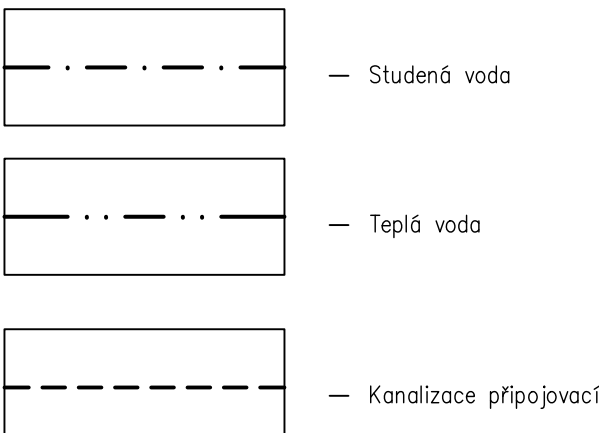 – Studená voda
– Teplá voda
– Kanalizace připojovací